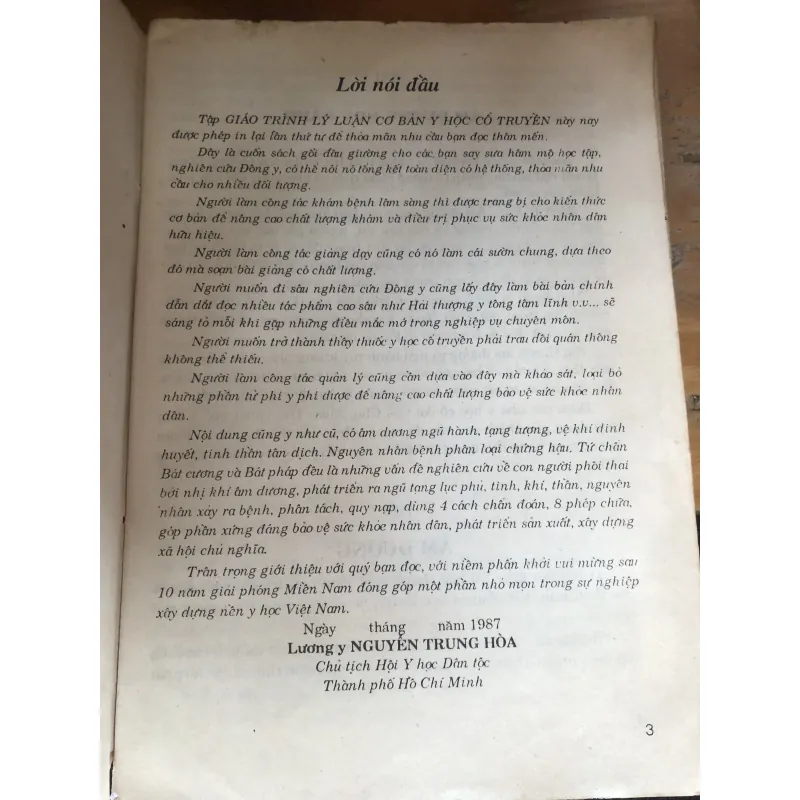 Lời nói đầu
Tập GIÁO TRÌNH LÝ LUẬN CƠ BẢN Y HỌC CỔ TRUYỀN này nay
được phép in lại lần thứ tư để thỏa mãn nhu cầu bạn đọc thân mến.
Đây là cuốn sách gối đầu giường cho các bạn say sưa hâm mộ học tập,
nghiên cứu Đông y, có thể nói nó tổng kết toàn diện có hệ thống, thỏa mãn nhu
cầu cho nhiều đối tượng.
Người làm công tác khám bệnh lâm sàng thì được trang bị cho kiến thức
cơ bản để nâng cao chất lượng khám và điều trị phục vụ sức khỏe nhân dân
hữu hiệu.
Người làm công tác giảng dạy cũng có nó làm cái sườn chung, dựa theo
đó mà soạn bài giảng có chất lượng.
Người muốn đi sâu nghiên cứu Đông y cũng lấy đây làm bài bản chính
dẫn dắt đọc nhiều tác phẩm cao sâu như Hải thượng y tông tâm lĩnh v.v... sẽ
sáng tỏ mỗi khi gặp những điều mắc mớ trong nghiệp vụ chuyên môn.
Người muốn trở thành thầy thuốc y học cổ truyền phải trau dồi quán thông
không thể thiếu.
Người làm công tác quản lý cũng cần dựa vào đây mà khảo sát, loại bỏ
những phần tử phi y phi dược để nâng cao chất lượng bảo vệ sức khỏe nhân
dân.
Nội dung cũng y như cũ, có âm dương ngũ hành, tạng tượng, vệ khí dinh
huyết, tinh thần tân dịch. Nguyên nhân bệnh phân loại chứng hậu, Tứ chẩn
Bát cương và Bát pháp đều là những vấn đề nghiên cứu về con người phôi thai
bởi nhị khí âm dương, phát triển ra ngũ tạng lục phủ, tinh, khí, thần, nguyên
nhân xảy ra bệnh, phân tách, quy nạp, dùng 4 cách chẩn đoán, 8 phép chữa,
góp phần xứng đáng bảo vệ sức khỏe nhân dân, phát triển sản xuất, xây dựng
xã hội chủ nghĩa.
Trân trọng giới thiệu với quý bạn đọc, với niềm phấn khởi vui mừng sau
10 năm giải phóng Miền Nam đóng góp một phần nhỏ mọn trong sự nghiệp
xây dựng nền y học Việt Nam.
Ngày tháng năm 1987
Lương y NGUYỄN TRUNG HÒA
Chủ tịch Hội Y học Dân tộc
Thành phố Hồ Chí Minh
3